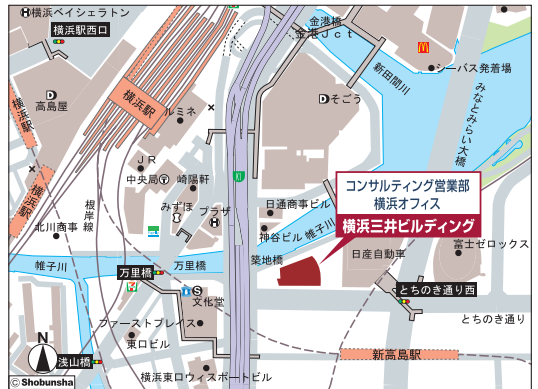 横浜ベイシェラトン
横浜駅西口
金港橋
金港Jct
新田間川
シーバス発着場
みなとみらい大橋
高島屋
横浜駅
横浜駅
ルミネ
そごう
横浜駅
JR
中央局
崎陽軒
みずほ
プラザ
日通商事ビル
神谷ビル
帷子川
コンサルティング営業部
横浜オフィス
横浜三井ビルディング
根岸線
北川商事
帷子川
万里橋
万里橋
築地橋
日産自動車
富士ゼロックス
とちのき通り西
とちのき通り
文化堂
ファーストプレイス
東口ビル
浅山橋
新高島駅
横浜東口ウィスポートビル
N
© Shobunsha